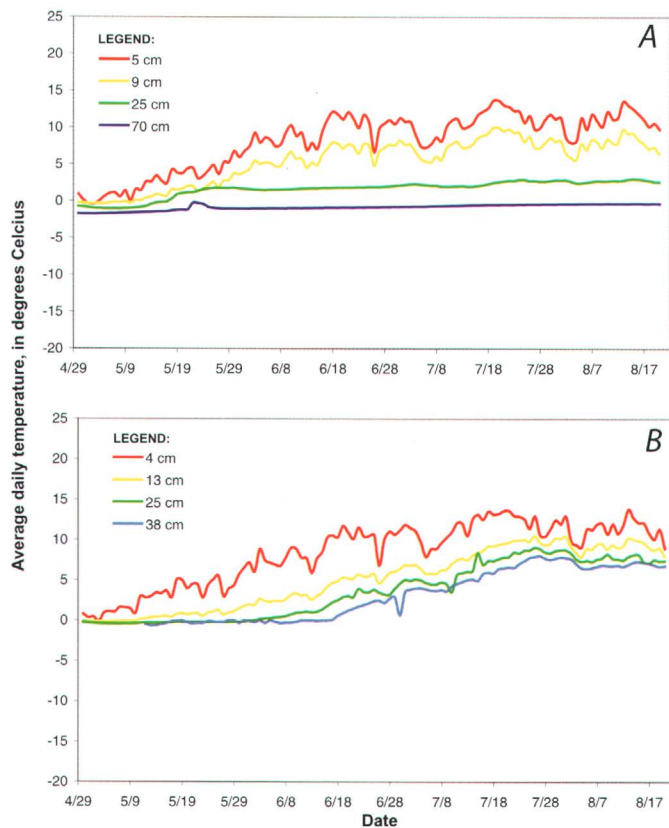 Average daily temperature, in degrees Celcius
25
20
15
10
5
0
-5
-10
-15
-20
LEGEND:
5 cm
9 cm
25 cm
70 cm
A
4/29 5/9 5/19 5/29 6/8 6/18 6/28 7/8 7/18 7/28 8/7 8/17
25
20
15
10
5
0
-5
-10
-15
-20
LEGEND:
4 cm
13 cm
25 cm
38 cm
B
4/29 5/9 5/19 5/29 6/8 6/18 6/28 7/8 7/18 7/28 8/7 8/17
Date